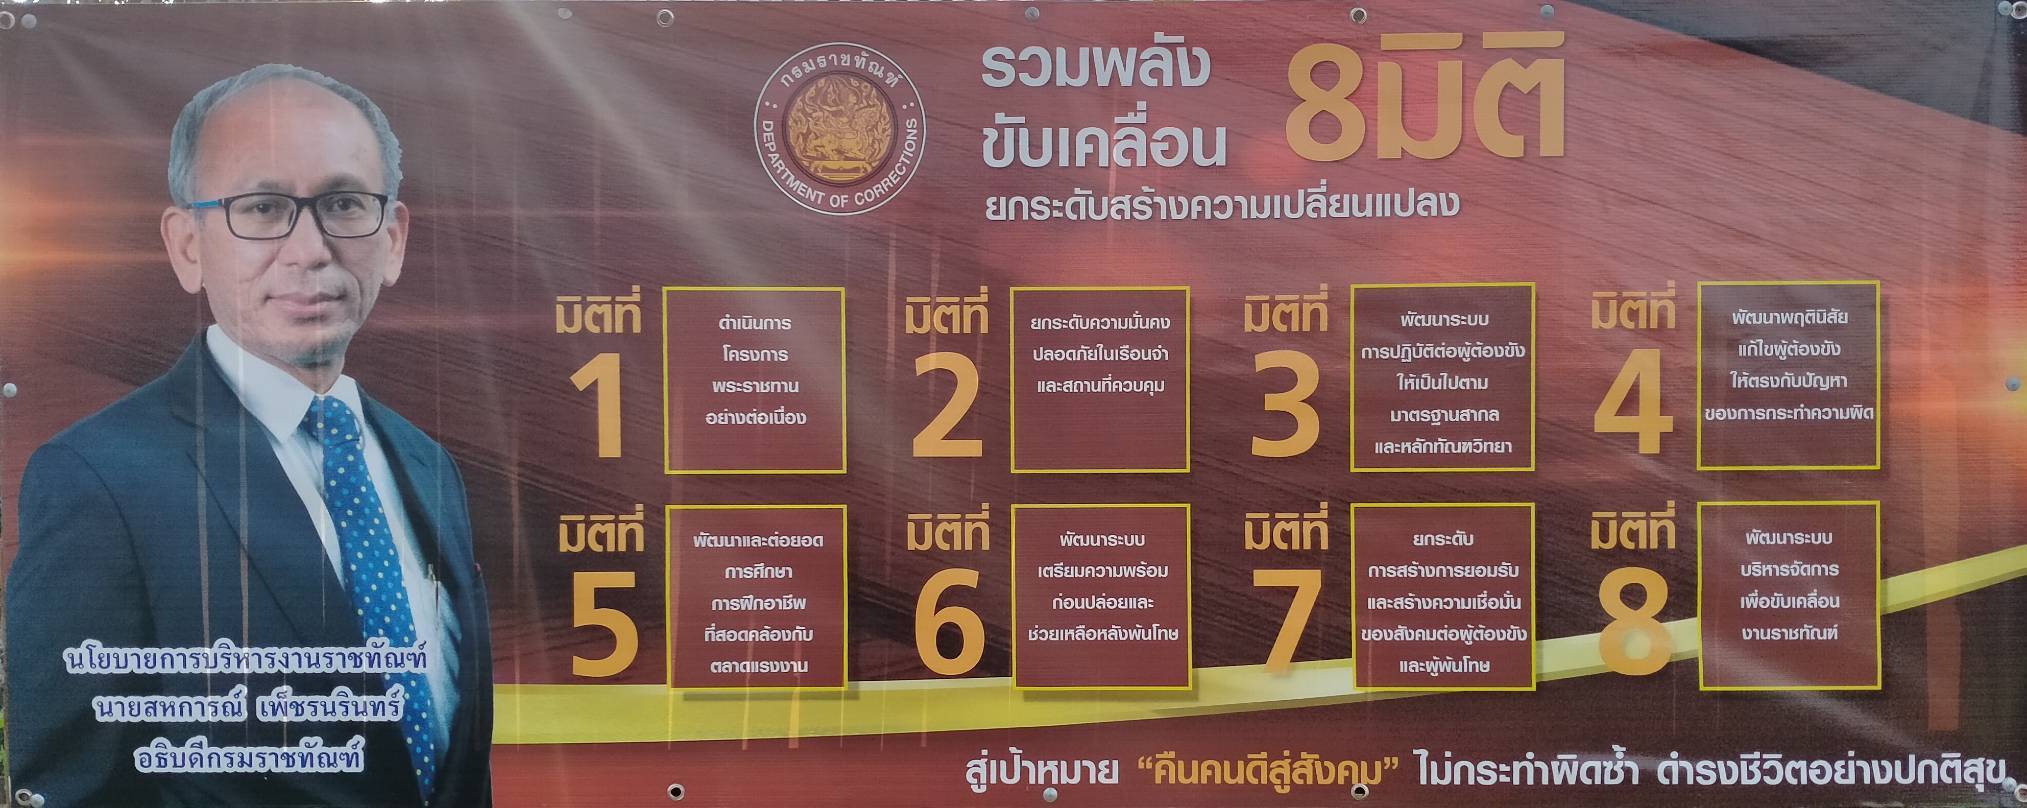 กรมราชทัณฑ์
DEPARTMENT OF CORRECTIONS
รวมพลัง
ขับเคลื่อน
8มิติ
ยกระดับสร้างความเปลี่ยนแปลง
มิติที่
1
ดำเนินการ
โครงการ
พระราชทาน
อย่างต่อเนื่อง
มิติที่
2
ยกระดับความมั่นคง
ปลอดภัยในเรือนจำ
และสถานที่ควบคุม
มิติที่
3
พัฒนาระบบ
การปฏิบัติต่อผู้ต้องขัง
ให้เป็นไปตาม
มาตรฐานสากล
และหลักทัณฑวิทยา
มิติที่
4
พัฒนาพฤตินิสัย
แก้ไขผู้ต้องขัง
ให้ตรงกับปัญหา
ของการกระทำความผิด
มิติที่
5
พัฒนาและต่อยอด
การศึกษา
การฝึกอาชีพ
ที่สอดคล้องกับ
ตลาดแรงงาน
มิติที่
6
พัฒนาระบบ
เตรียมความพร้อม
ก่อนปล่อยและ
ช่วยเหลือหลังพ้นโทษ
มิติที่
7
ยกระดับ
การสร้างการยอมรับ
และสร้างความเชื่อมั่น
ของสังคมต่อผู้ต้องขัง
และผู้พ้นโทษ
มิติที่
8
พัฒนาระบบ
บริหารจัดการ
เพื่อขับเคลื่อน
งานราชทัณฑ์
นโยบายการบริหารงานราชทัณฑ์
นายสหการณ์ เพ็ชรนรินทร์
อธิบดีกรมราชทัณฑ์
สู่เป้าหมาย “คืนคนดีสู่สังคม” ไม่กระทำผิดซ้ำ ดำรงชีวิตอย่างปกติสุข